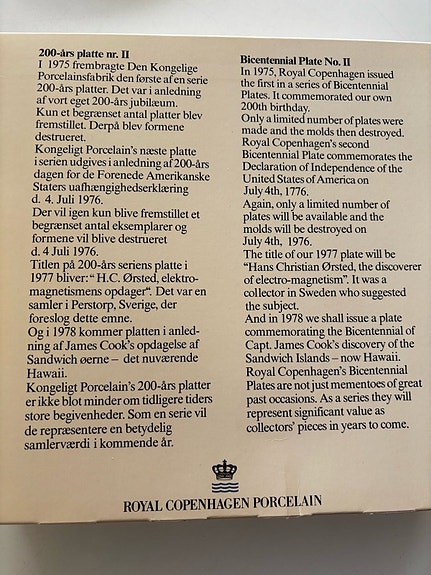 200-års platte nr. II
I 1975 frembragte Den Kongelige
Porcelainsfabrik den første af en serie
200-års platter. Det var i anledning
af vort eget 200-års jubilæum.
Kun et begrænset antal platter blev
fremstillet. Derpå blev formene
destrueret.
Kongeligt Porcelain's næste platte
i serien udgives i anledning af 200-års
dagen for de Forenede Amerikanske
Staters uafhængighedserklæring
d. 4. Juli 1976.
Der vil igen kun blive fremstillet et
begrænset antal eksemplarer og
formene vil blive destrueret
d. 4 Juli 1976.
Titlen på 200-års seriens platte i
1977 bliver: “ H.C. Ørsted, elektro-
magnetismens opdager“. Det var en
samler i Perstorp, Sverige, der
foreslog dette emne.
Og i 1978 kommer platten i anled-
ning af James Cook's opdagelse af
Sandwich øerne – det nuværende
Hawaii.
Kongeligt Porcelain's 200-års platter
er ikke blot minder om tidligere tiders
store begivenheder. Som en serie vil
de repræsentere en betydelig
samlerværdi i kommende år.
Bicentennial Plate No. II
In 1975, Royal Copenhagen issued
the first in a series of Bicentennial
Plates. It commemorated our own
200th birthday.
Only a limited number of plates were
made and the molds then destroyed.
Royal Copenhagen's second
Bicentennial Plate commemorates the
Declaration of Independence of the
United States of America on
July 4th, 1776.
Again, only a limited number of
plates will be available and the
molds will be destroyed on
July 4th, 1976.
The title of our 1977 plate will be
“Hans Christian Ørsted, the discoverer
of electro-magnetism”. It was a
collector in Sweden who suggested
the subject.
And in 1978 we shall issue a plate
commemorating the Bicentennial of
Capt. James Cook's discovery of the
Sandwich Islands – now Hawaii.
Royal Copenhagen's Bicentennial
Plates are not just mementoes of great
past occasions. As a series they will
represent significant value as
collectors' pieces in years to come.
ROYAL COPENHAGEN PORCELAIN